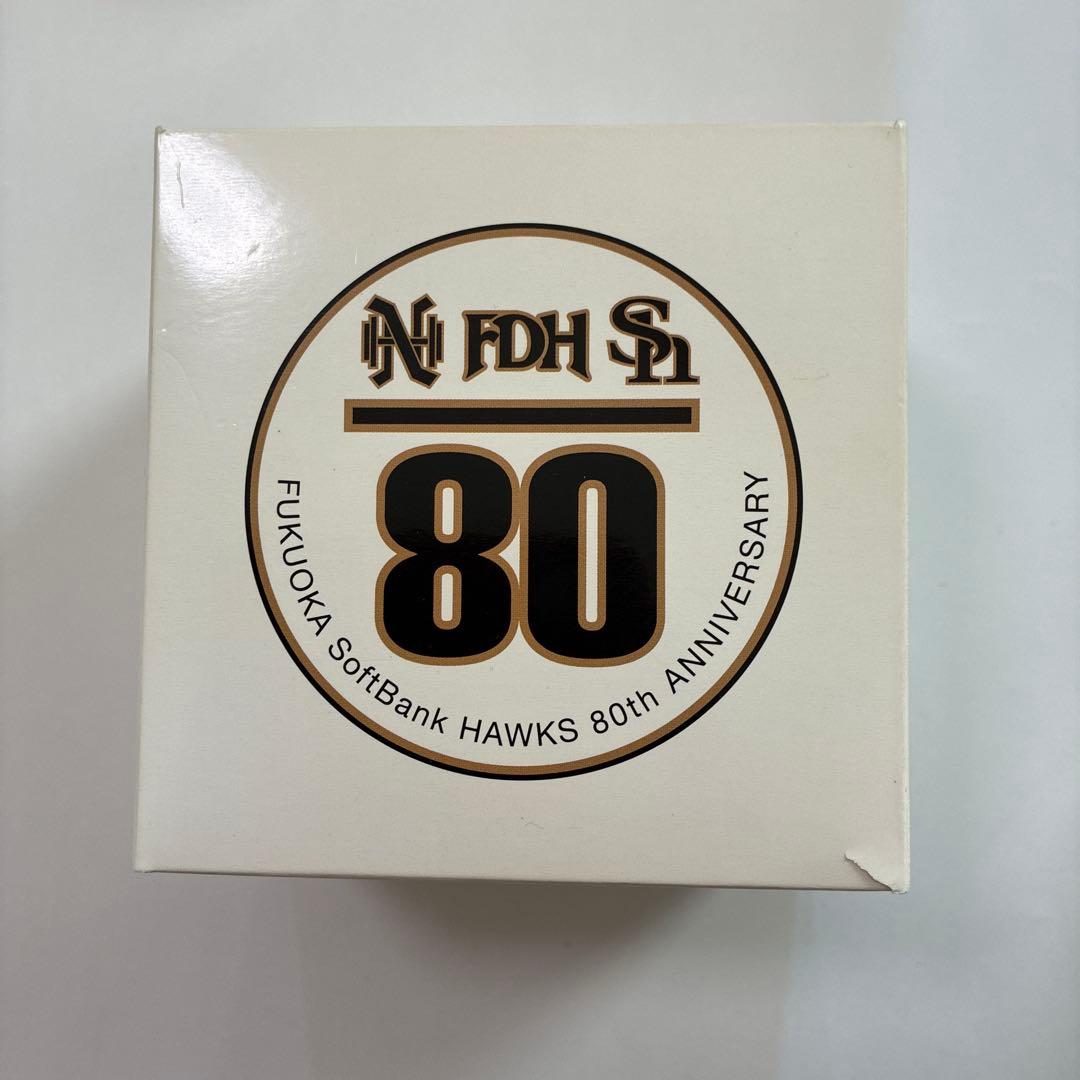 NH FDH Sh
80
FUKUOKA SoftBank HAWKS 80th ANNIVERSARY